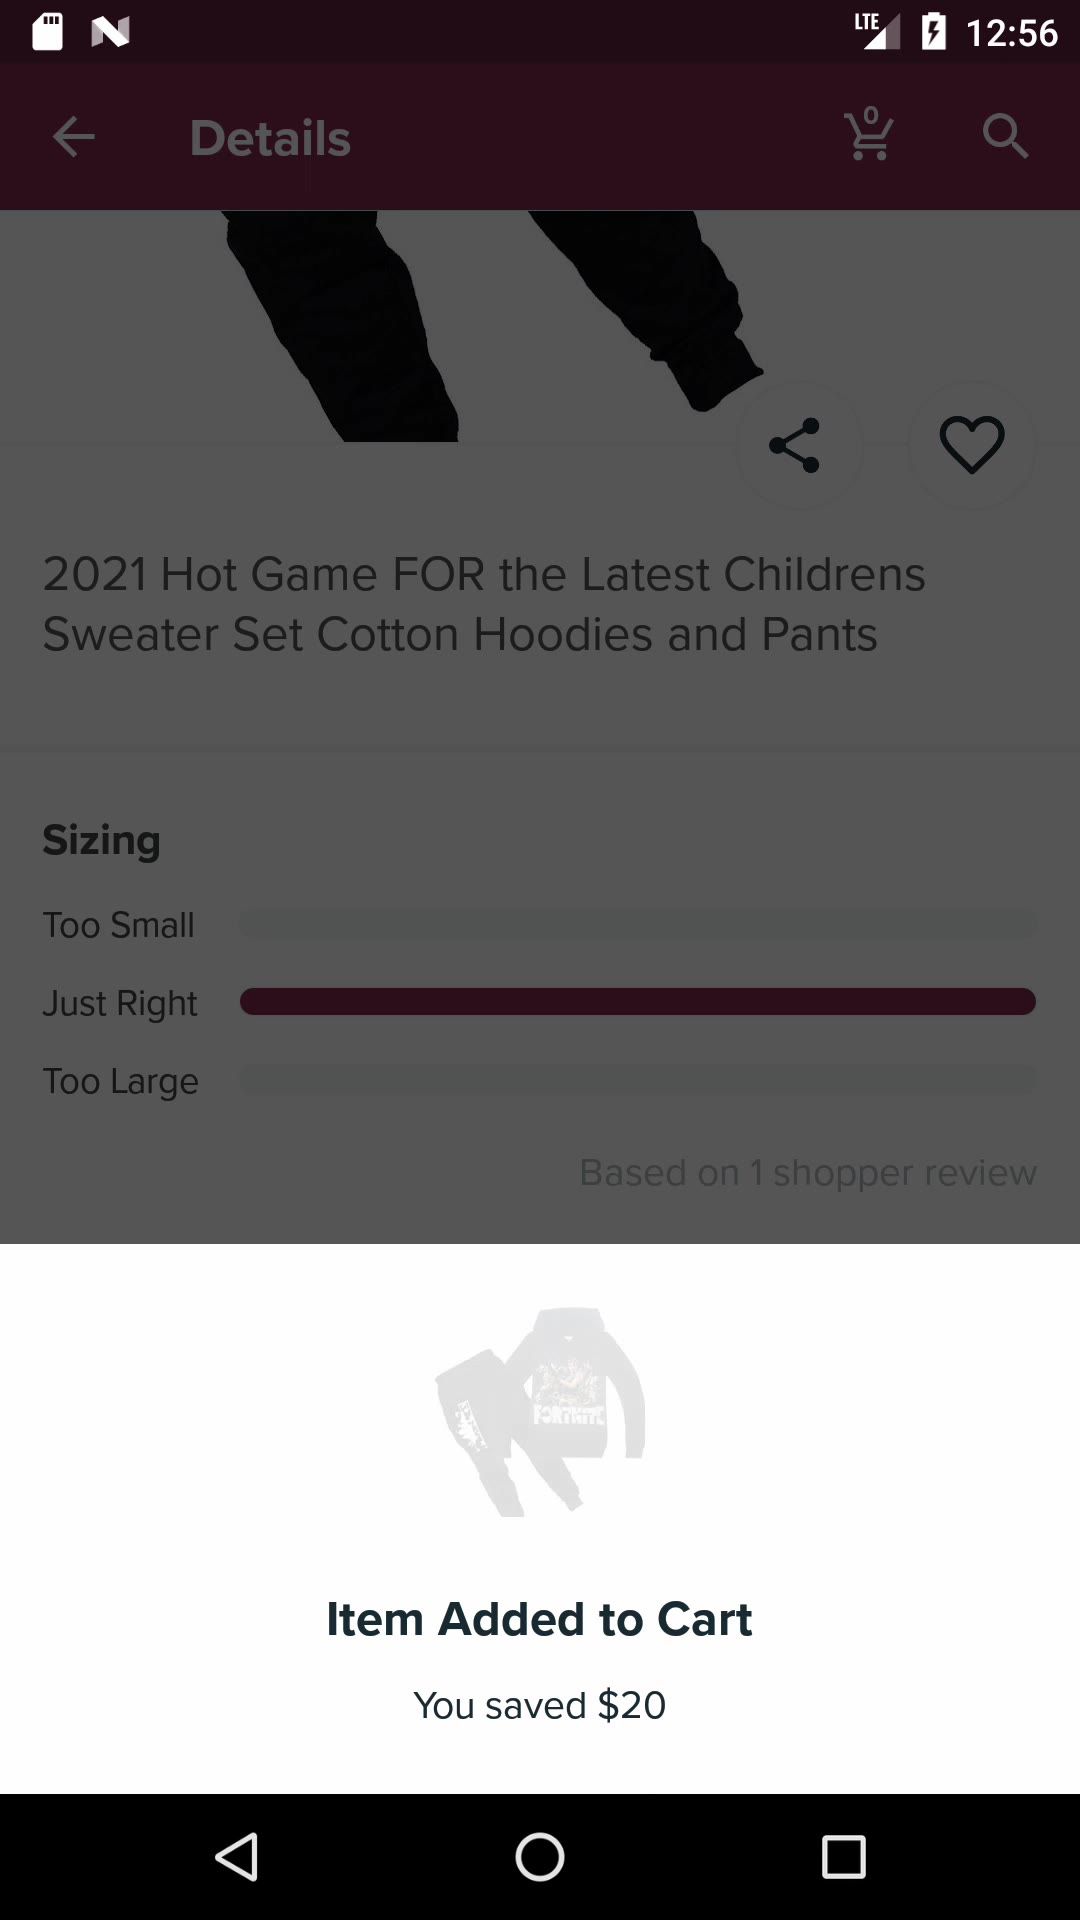 LTE 12:56
Details 0
2021 Hot Game FOR the Latest Childrens
Sweater Set Cotton Hoodies and Pants
Sizing
Too Small
Just Right
Too Large
Based on 1 shopper review
FORTNITE
Item Added to Cart
You saved $20